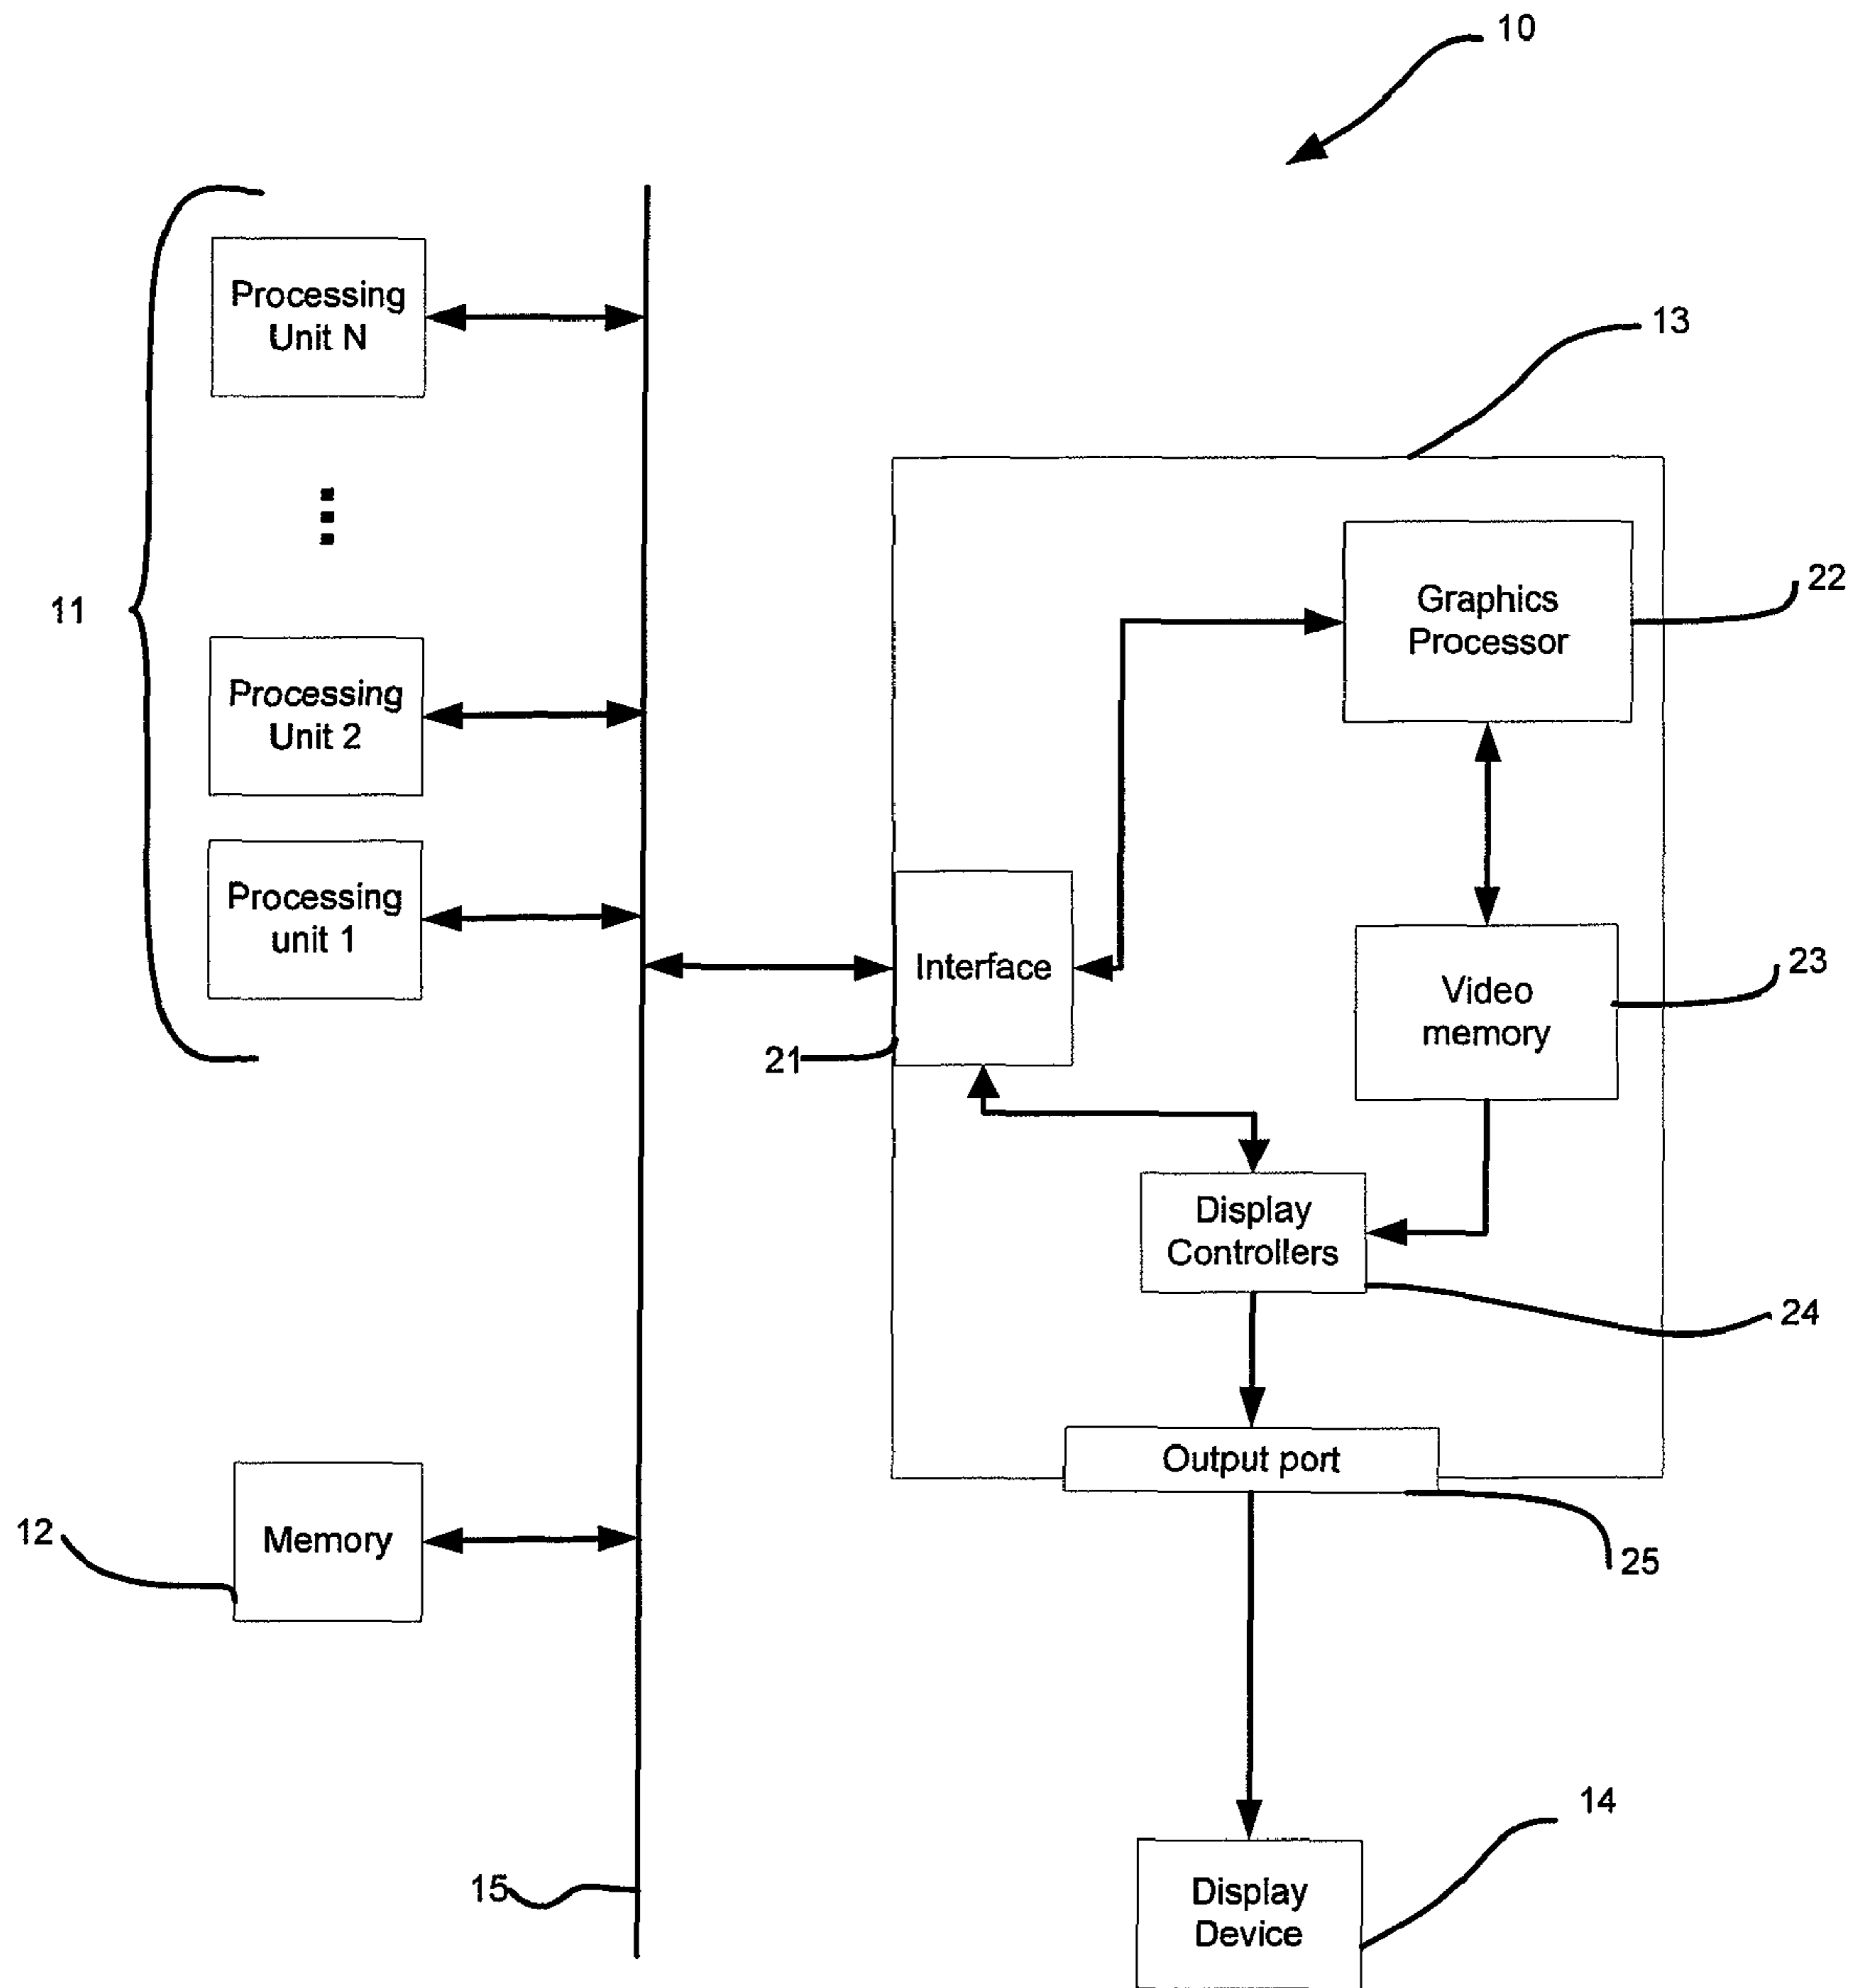 10
Processing
Unit N
13
11
Processing
Unit 2
Graphics
Processor
22
Processing
unit 1
Interface
21
Video
memory
23
Display
Controllers
24
Output port
25
12
Memory
15
14
Display
Device